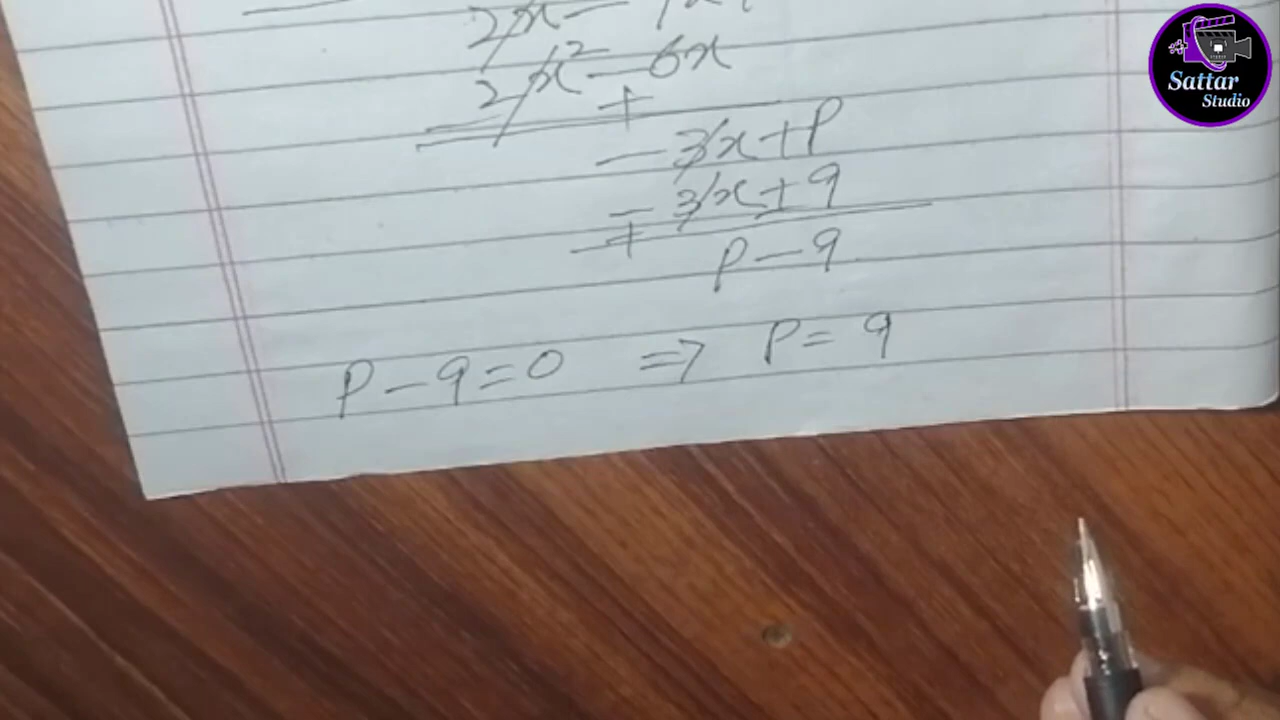 2x² - 6x
+
- 3x + P
- 3x + 9
+ -
P - 9
P - 9 = 0 ⇒ P = 9
Sattar
Studio